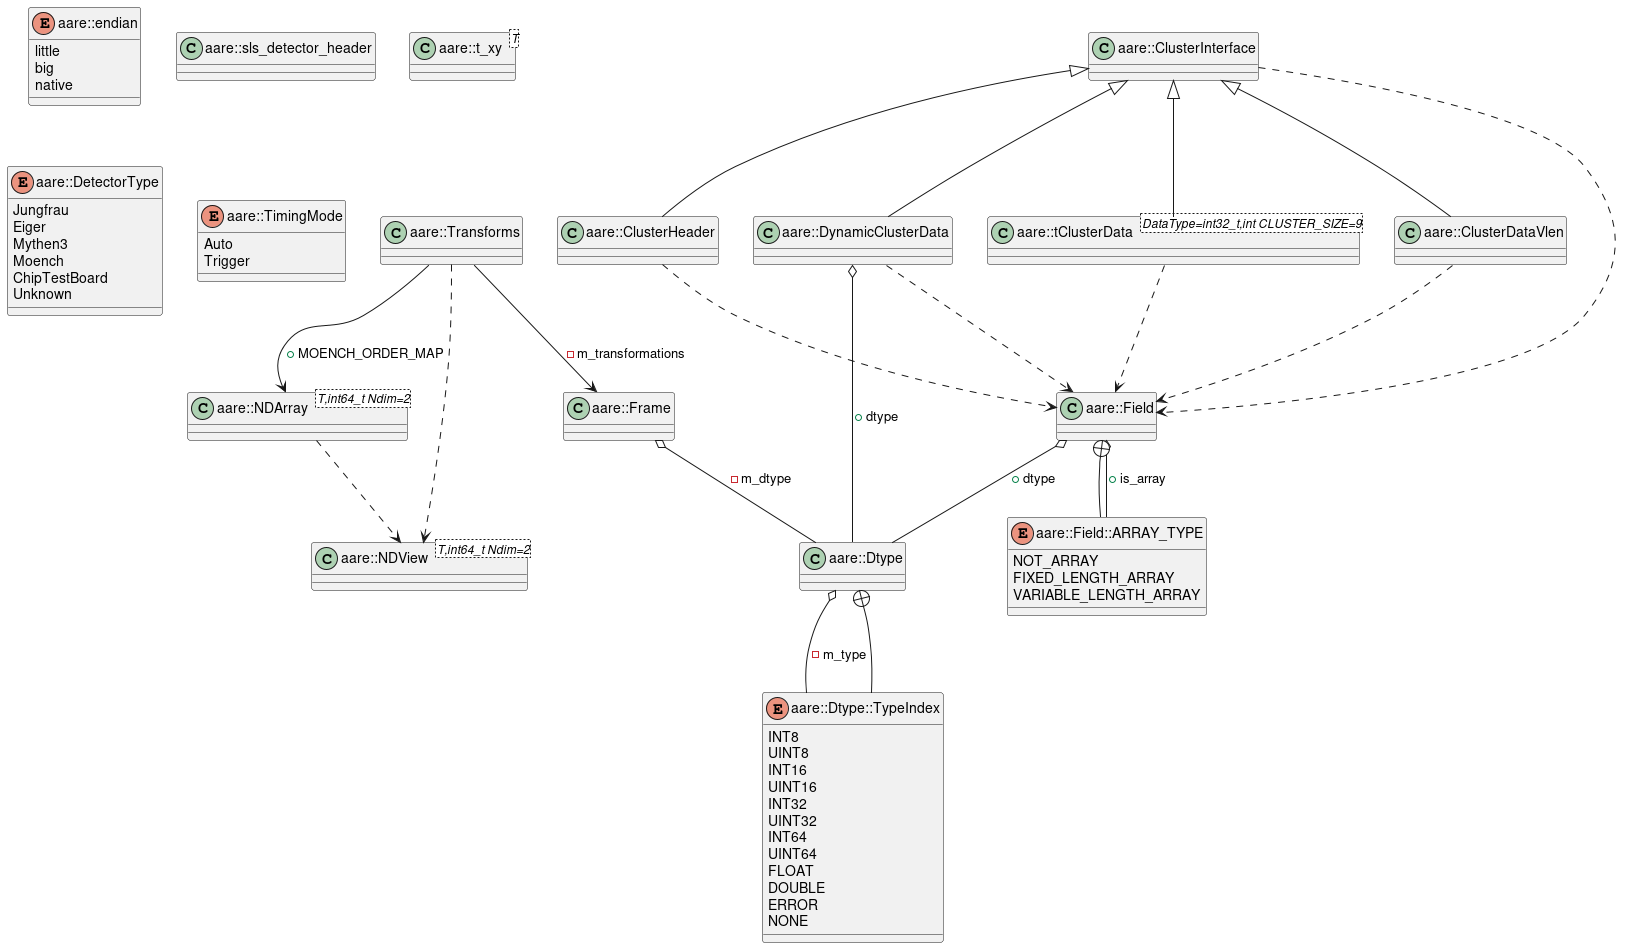 E aare::endian
little
big
native
C aare::sls_detector_header
C aare::t_xy
T
C aare::ClusterInterface
E aare::DetectorType
Jungfrau
Eiger
Mythen3
Moench
ChipTestBoard
Unknown
E aare::TimingMode
Auto
Trigger
C aare::Transforms
C aare::ClusterHeader
C aare::DynamicClusterData
C aare::tClusterData
DataType=int32_t,int CLUSTER_SIZE=9
C aare::ClusterDataVlen
MOENCH_ORDER_MAP
m_transformations
C aare::NDArray
T,int64_t Ndim=2
C aare::Frame
dtype
C aare::Field
m_dtype
dtype
is_array
C aare::NDView
T,int64_t Ndim=2
C aare::Dtype
E aare::Field::ARRAY_TYPE
NOT_ARRAY
FIXED_LENGTH_ARRAY
VARIABLE_LENGTH_ARRAY
m_type
E aare::Dtype::TypeIndex
INT8
UINT8
INT16
UINT16
INT32
UINT32
INT64
UINT64
FLOAT
DOUBLE
ERROR
NONE